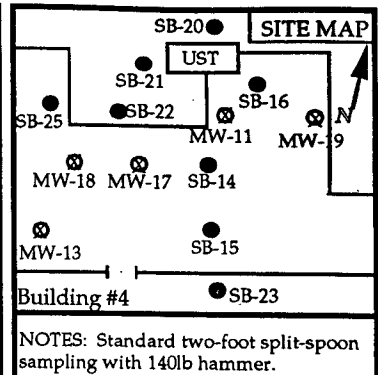 SB-20
SITE MAP
UST
SB-21
SB-16
SB-25
SB-22
MW-11
MW-19
N
MW-18
MW-17
SB-14
MW-13
SB-15
Building #4
SB-23
NOTES: Standard two-foot split-spoon
sampling with 140lb hammer.